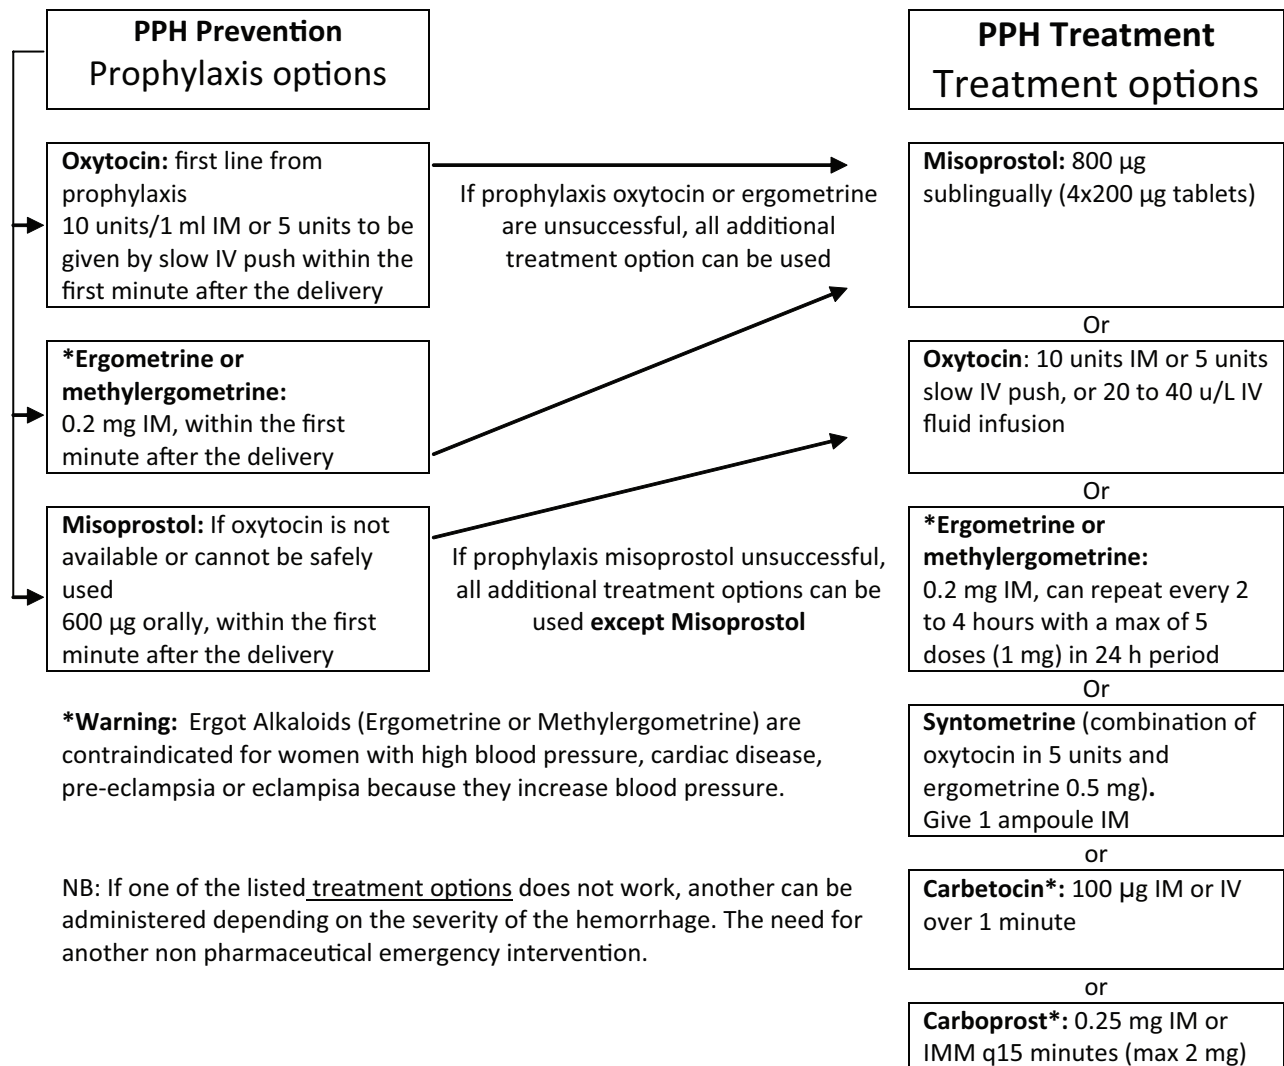 PPH Prevention
Prophylaxis options
Oxytocin: first line from
prophylaxis
10 units/1 ml IM or 5 units to be
given by slow IV push within the
first minute after the delivery
*Ergometrine or
methylergometrine:
0.2 mg IM, within the first
minute after the delivery
Misoprostol: If oxytocin is not
available or cannot be safely
used
600 µg orally, within the first
minute after the delivery
If prophylaxis oxytocin or ergometrine
are unsuccessful, all additional
treatment option can be used
If prophylaxis misoprostol unsuccessful,
all additional treatment options can be
used except Misoprostol
*Warning: Ergot Alkaloids (Ergometrine or Methylergometrine) are
contraindicated for women with high blood pressure, cardiac disease,
pre-eclampsia or eclampisa because they increase blood pressure.
NB: If one of the listed treatment options does not work, another can be
administered depending on the severity of the hemorrhage. The need for
another non pharmaceutical emergency intervention.
PPH Treatment
Treatment options
Misoprostol: 800 µg
sublingually (4x200 µg tablets)
Or
Oxytocin: 10 units IM or 5 units
slow IV push, or 20 to 40 u/L IV
fluid infusion
Or
*Ergometrine or
methylergometrine:
0.2 mg IM, can repeat every 2
to 4 hours with a max of 5
doses (1 mg) in 24 h period
Or
Syntometrine (combination of
oxytocin in 5 units and
ergometrine 0.5 mg).
Give 1 ampoule IM
or
Carbetocin*: 100 µg IM or IV
over 1 minute
or
Carboprost*: 0.25 mg IM or
IMM q15 minutes (max 2 mg)